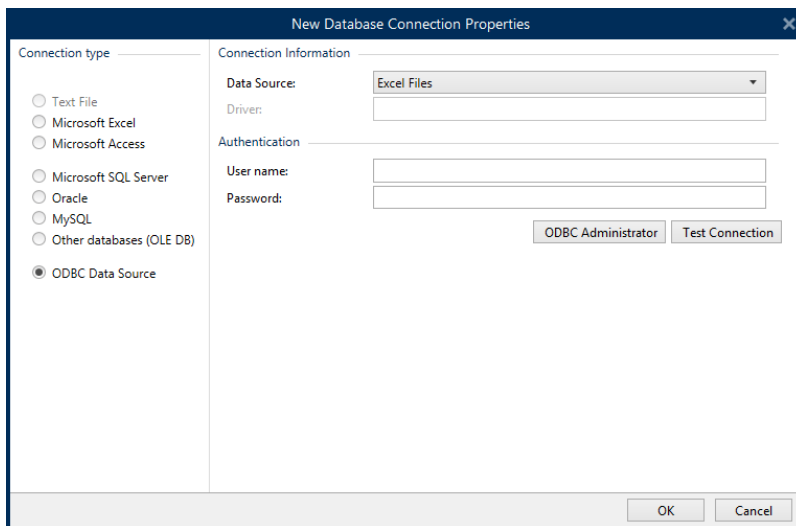 New Database Connection Properties
Connection type
Text File
Microsoft Excel
Microsoft Access
Microsoft SQL Server
Oracle
MySQL
Other databases (OLE DB)
ODBC Data Source
Connection Information
Data Source: Excel Files
Driver:
Authentication
User name:
Password:
ODBC Administrator Test Connection
OK Cancel